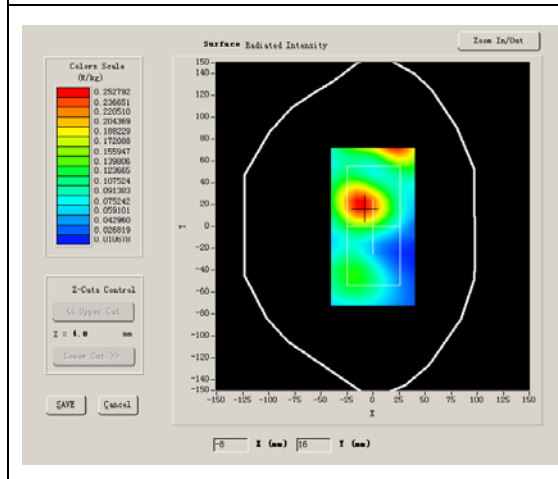 Surface Radiated Intensity
Zoom In/Out
Colors Scale
(W/kg)
0.252792
0.236651
0.220510
0.204369
0.188229
0.172088
0.155947
0.139806
0.123665
0.107524
0.091383
0.075242
0.059101
0.042960
0.026819
0.010678
150
120
100
80
60
40
20
0
-20
-40
-60
-80
-100
-120
-150
Y
-150 -125 -100 -75 -50 -25 0 25 50 75 100 125 150
X
Z-Cuts Control
<< Upper Cut
Z = 4.0 mm
Lower Cut >>
SAVE
Cancel
-8 X (mm) 16 Y (mm)